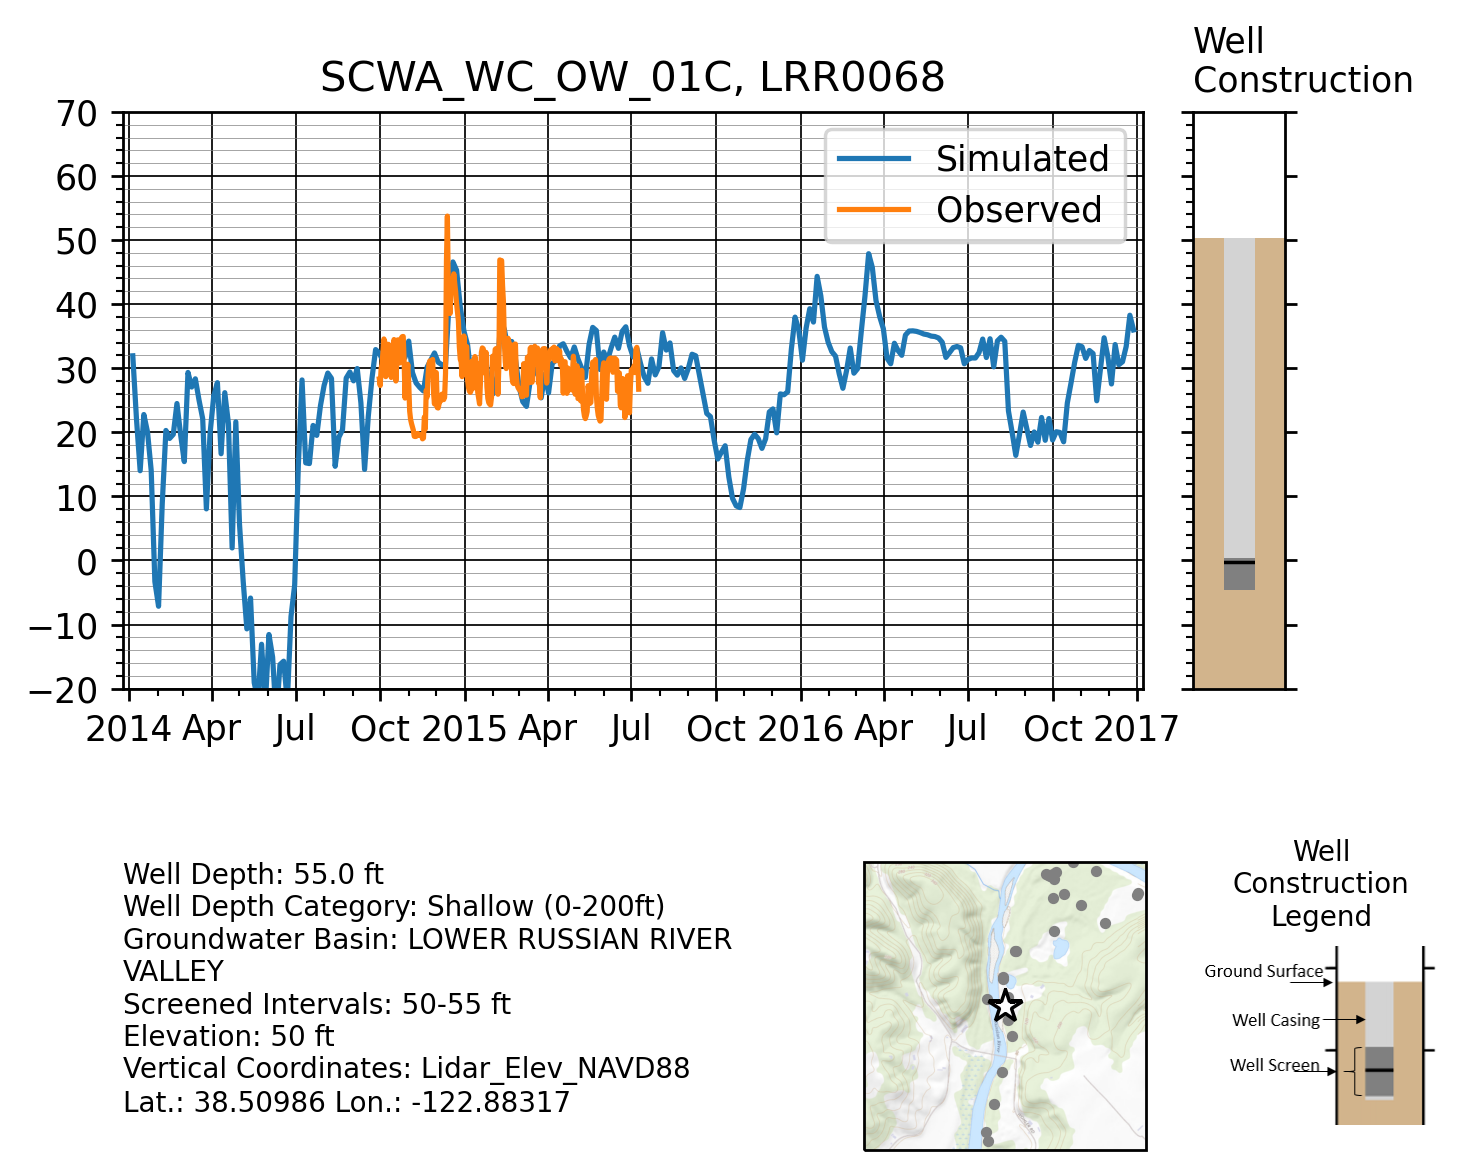 Well
Construction
SCWA_WC_OW_01C, LRR0068
70
60
50
40
30
20
10
0
−10
−20
Simulated
Observed
2014 Apr Jul Oct 2015 Apr Jul Oct 2016 Apr Jul Oct 2017
Well Depth: 55.0 ft
Well Depth Category: Shallow (0-200ft)
Groundwater Basin: LOWER RUSSIAN RIVER
VALLEY
Screened Intervals: 50-55 ft
Elevation: 50 ft
Vertical Coordinates: Lidar_Elev_NAVD88
Lat.: 38.50986 Lon.: -122.88317
Well
Construction
Legend
Ground Surface
Well Casing
Well Screen